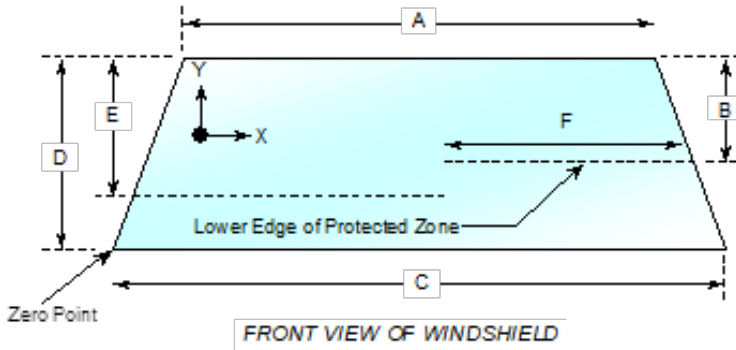 A
Y
E
B
F
X
D
Lower Edge of Protected Zone
C
Zero Point
FRONT VIEW OF WINDSHIELD